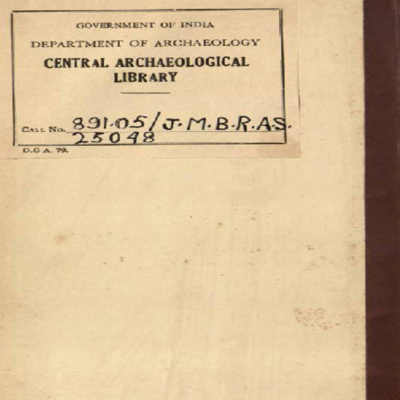 GOVERNMENT OF INDIA
DEPARTMENT OF ARCHAEOLOGY
CENTRAL ARCHAEOLOGICAL
LIBRARY
CALL No. 891.05/J.M.B.R.A.S.
25048
D.G A. 79.